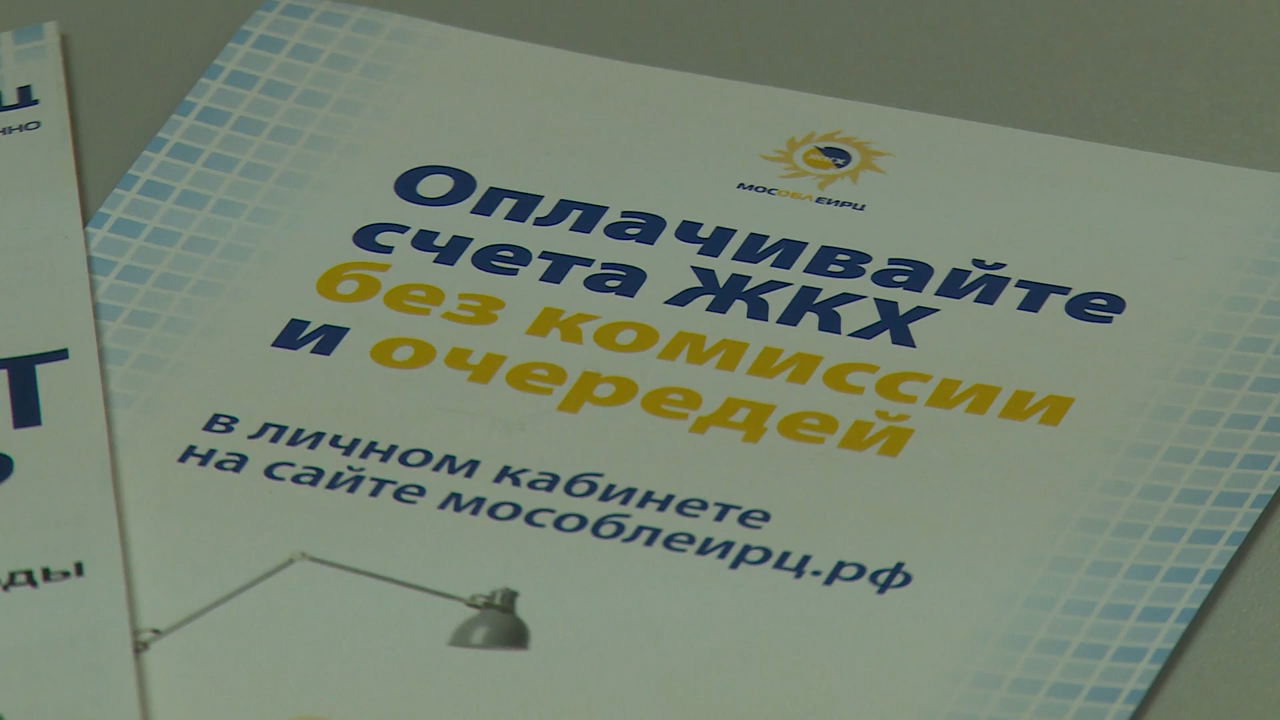 МОСОБЛЕИРЦ
Оплачивайте
счета ЖКХ
без комиссии
и очередей
в личном кабинете
на сайте мособлеирц.рф